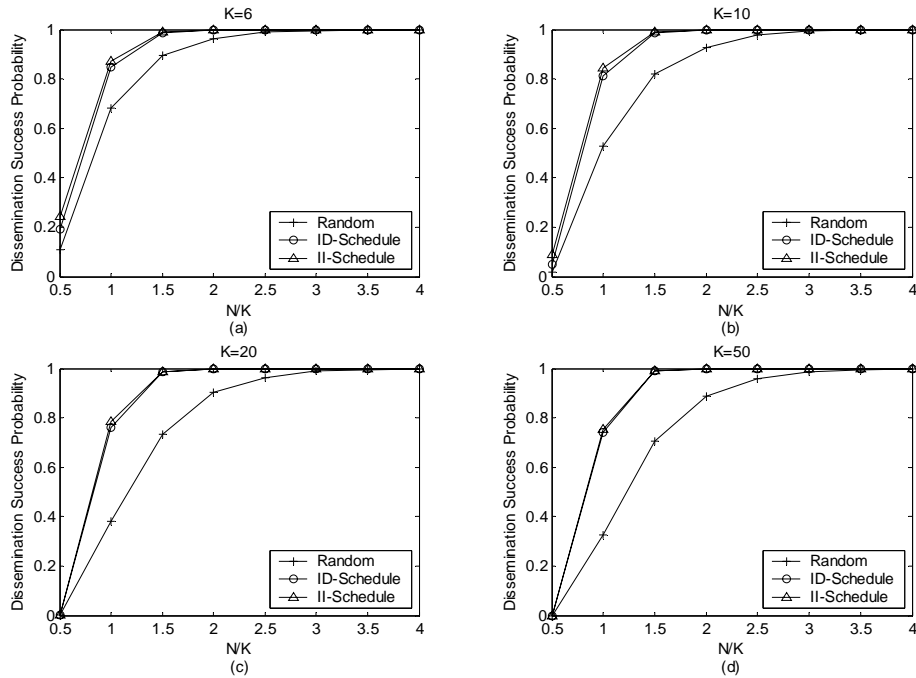 K=6
Dissemination Success Probability
1
0.8
0.6
0.4
0.2
0
Random
ID-Schedule
II-Schedule
0.5 1 1.5 2 2.5 3 3.5 4
N/K
(a)
K=10
Dissemination Success Probability
1
0.8
0.6
0.4
0.2
0
Random
ID-Schedule
II-Schedule
0.5 1 1.5 2 2.5 3 3.5 4
N/K
(b)
K=20
Dissemination Success Probability
1
0.8
0.6
0.4
0.2
0
Random
ID-Schedule
II-Schedule
0.5 1 1.5 2 2.5 3 3.5 4
N/K
(c)
K=50
Dissemination Success Probability
1
0.8
0.6
0.4
0.2
0
Random
ID-Schedule
II-Schedule
0.5 1 1.5 2 2.5 3 3.5 4
N/K
(d)